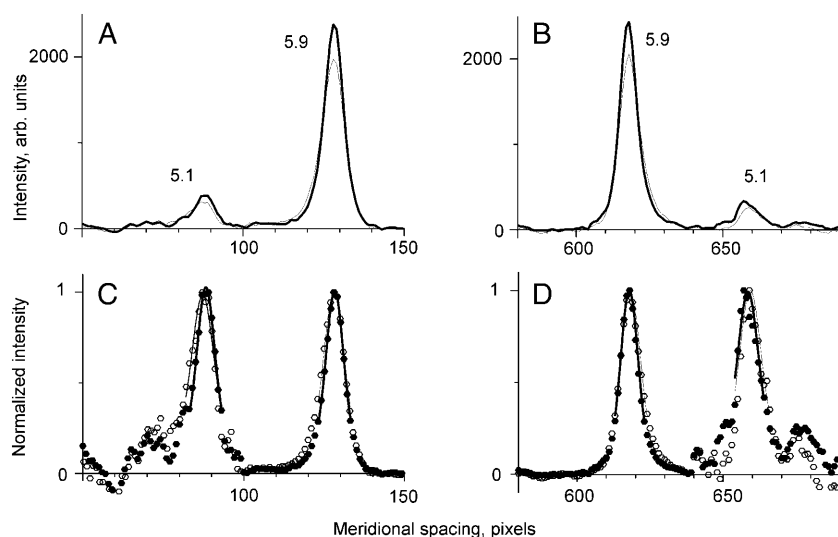 A
B
5.9
5.9
5.1
5.1
2000
0
100
150
2000
0
600
650
Intensity, arb. units
C
D
1
0
100
150
1
0
600
650
Normalized intensity
Meridional spacing, pixels